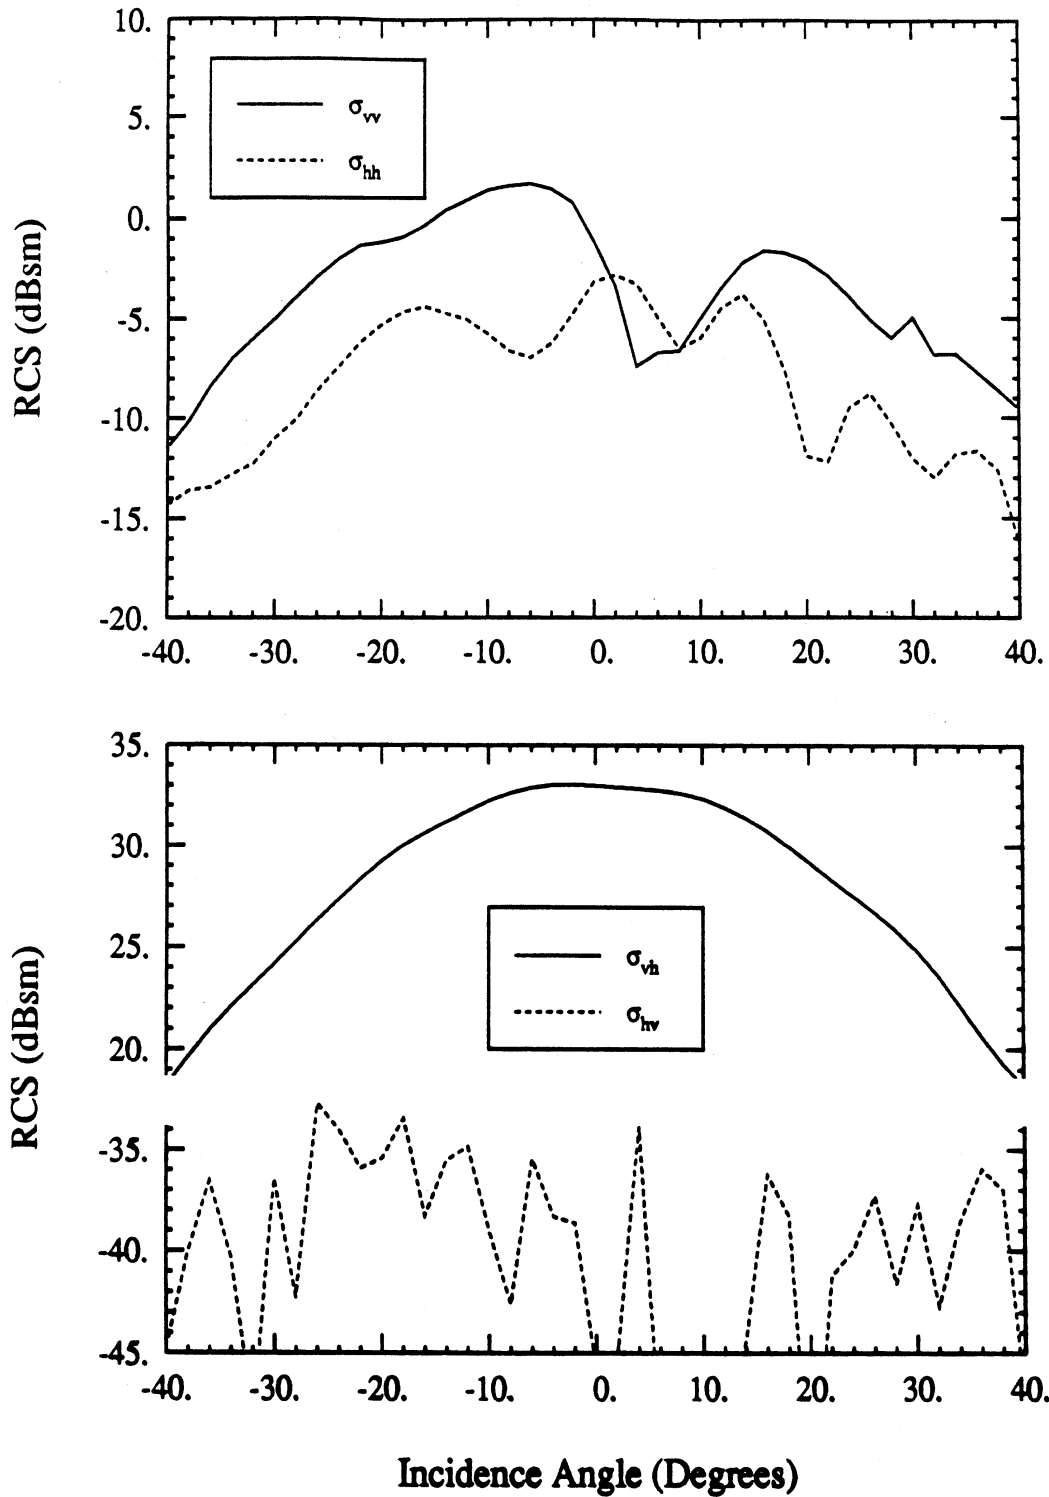 10.
5.
0.
-5.
-10.
-15.
-20.
RCS (dBsm)
σvv
σhh
-40. -30. -20. -10. 0. 10. 20. 30. 40.
35.
30.
25.
20.
-35.
-40.
-45.
RCS (dBsm)
σvh
σhv
-40. -30. -20. -10. 0. 10. 20. 30. 40.
Incidence Angle (Degrees)